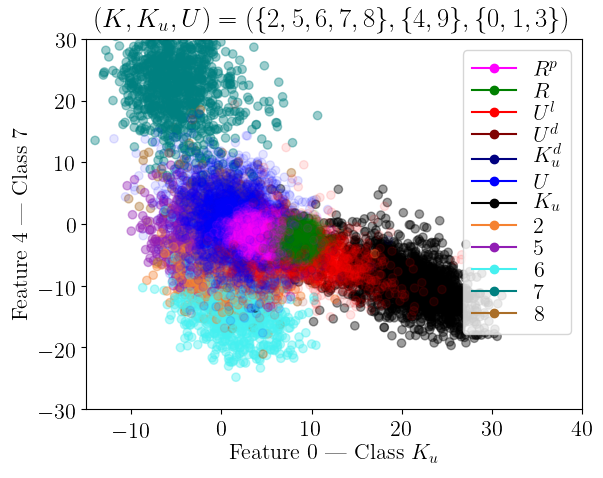 (K, K_u, U) = ({2, 5, 6, 7, 8}, {4, 9}, {0, 1, 3})
30
20
10
0
−10
−20
−30
Feature 4 — Class 7
−10
0
10
20
30
40
Feature 0 — Class K_u
R^p
R
U^l
U^d
K_u^d
U
K_u
2
5
6
7
8